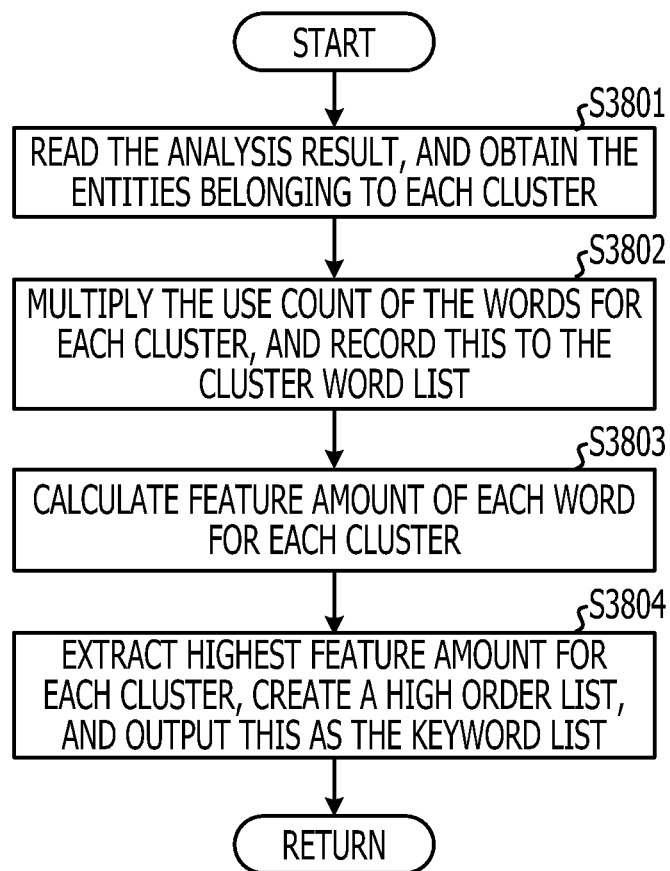 START
S3801
READ THE ANALYSIS RESULT, AND OBTAIN THE
ENTITIES BELONGING TO EACH CLUSTER
S3802
MULTIPLY THE USE COUNT OF THE WORDS FOR
EACH CLUSTER, AND RECORD THIS TO THE
CLUSTER WORD LIST
S3803
CALCULATE FEATURE AMOUNT OF EACH WORD
FOR EACH CLUSTER
S3804
EXTRACT HIGHEST FEATURE AMOUNT FOR
EACH CLUSTER, CREATE A HIGH ORDER LIST,
AND OUTPUT THIS AS THE KEYWORD LIST
RETURN